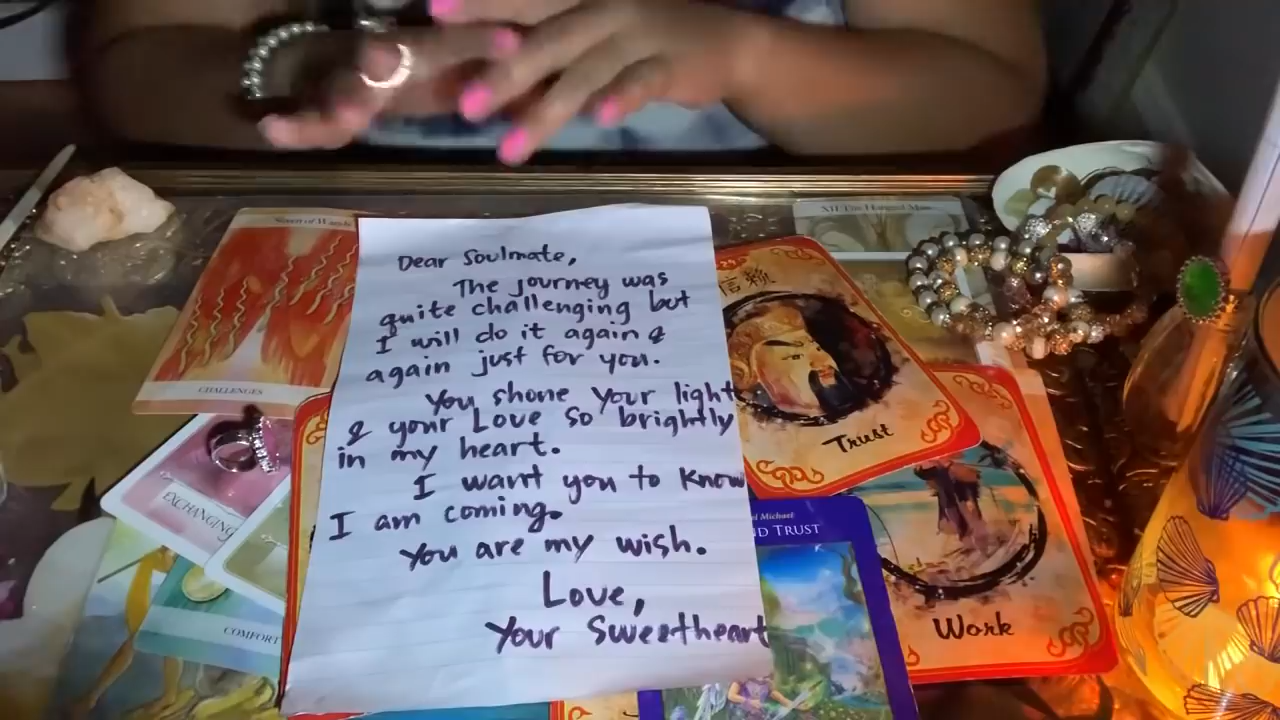 Dear Soulmate,
The journey was
quite challenging but
I will do it again &
again just for you.
You shone your light
& your Love so brightly
in my heart.
I want you to know
I am coming.
You are my wish.
Love,
Your Sweetheart
Seven of Wands
CHALLENGES
EXCHANGING
COMFORT
XII The Hanged Man
信賴
Trust
Michael
TRUST
Work